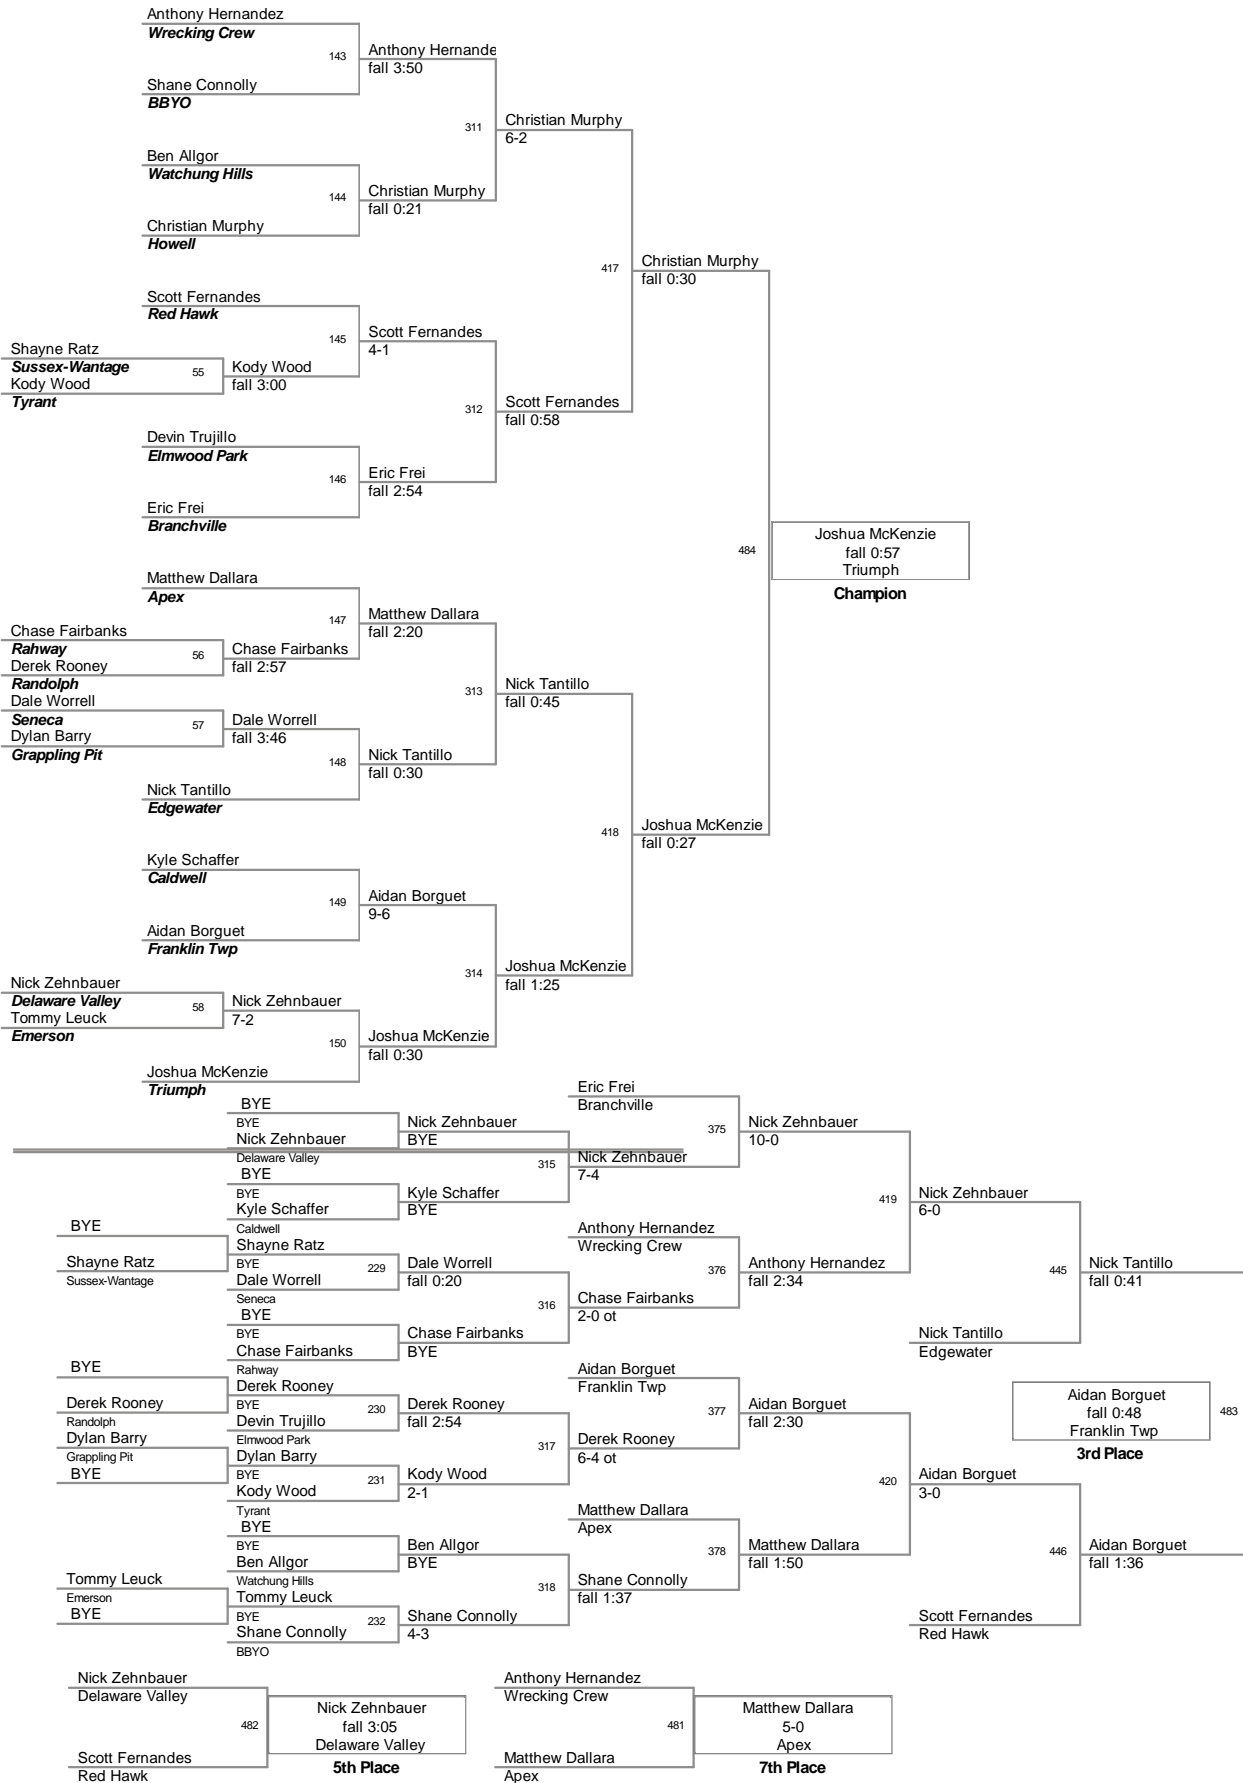 Anthony Hernandez
Wrecking Crew
143
Anthony Hernande
fall 3:50
Shane Connolly
BBYO
311
Christian Murphy
6-2
Ben Allgor
Watchung Hills
144
Christian Murphy
fall 0:21
Christian Murphy
Howell
417
Christian Murphy
fall 0:30
Scott Fernandes
Red Hawk
145
Scott Fernandes
4-1
Shayne Ratz
Sussex-Wantage
55
Kody Wood
fall 3:00
Kody Wood
Tyrant
312
Scott Fernandes
fall 0:58
Devin Trujillo
Elmwood Park
146
Eric Frei
fall 2:54
Eric Frei
Branchville
484
Joshua McKenzie
fall 0:57
Triumph
Champion
Matthew Dallara
Apex
147
Matthew Dallara
fall 2:20
Chase Fairbanks
Rahway
56
Chase Fairbanks
fall 2:57
Derek Rooney
Randolph
313
Nick Tantillo
fall 0:45
Dale Worrell
Seneca
57
Dale Worrell
fall 3:46
Dylan Barry
Grappling Pit
148
Nick Tantillo
fall 0:30
Nick Tantillo
Edgewater
418
Joshua McKenzie
fall 0:27
Kyle Schaffer
Caldwell
149
Aidan Borguet
9-6
Aidan Borguet
Franklin Twp
314
Joshua McKenzie
fall 1:25
Nick Zehnbauer
Delaware Valley
58
Nick Zehnbauer
7-2
Tommy Leuck
Emerson
150
Joshua McKenzie
fall 0:30
Joshua McKenzie
Triumph
Eric Frei
Branchville
BYE
BYE
Nick Zehnbauer
BYE
375
Nick Zehnbauer
10-0
Nick Zehnbauer
Delaware Valley
315
Nick Zehnbauer
7-4
BYE
BYE
Kyle Schaffer
BYE
Kyle Schaffer
Caldwell
419
Nick Zehnbauer
6-0
BYE
Shayne Ratz
Sussex-Wantage
Shayne Ratz
BYE
229
Dale Worrell
fall 0:20
Dale Worrell
Seneca
Anthony Hernandez
Wrecking Crew
376
Anthony Hernandez
fall 2:34
316
Chase Fairbanks
2-0 ot
BYE
BYE
Chase Fairbanks
BYE
Chase Fairbanks
Rahway
445
Nick Tantillo
fall 0:41
Nick Tantillo
Edgewater
BYE
Derek Rooney
Randolph
Derek Rooney
BYE
230
Derek Rooney
fall 2:54
Devin Trujillo
Elmwood Park
Aidan Borguet
Franklin Twp
377
Aidan Borguet
fall 2:30
Aidan Borguet
fall 0:48
Franklin Twp
483
3rd Place
Dylan Barry
Grappling Pit
BYE
Dylan Barry
BYE
231
Kody Wood
2-1
Kody Wood
Tyrant
317
Derek Rooney
6-4 ot
420
Aidan Borguet
3-0
Matthew Dallara
Apex
BYE
BYE
Ben Allgor
BYE
Ben Allgor
Watchung Hills
378
Matthew Dallara
fall 1:50
446
Aidan Borguet
fall 1:36
318
Shane Connolly
fall 1:37
Tommy Leuck
Emerson
BYE
Tommy Leuck
BYE
232
Shane Connolly
4-3
Shane Connolly
BBYO
Scott Fernandes
Red Hawk
Nick Zehnbauer
Delaware Valley
482
Nick Zehnbauer
fall 3:05
Delaware Valley
5th Place
Scott Fernandes
Red Hawk
Anthony Hernandez
Wrecking Crew
481
Matthew Dallara
5-0
Apex
7th Place
Matthew Dallara
Apex